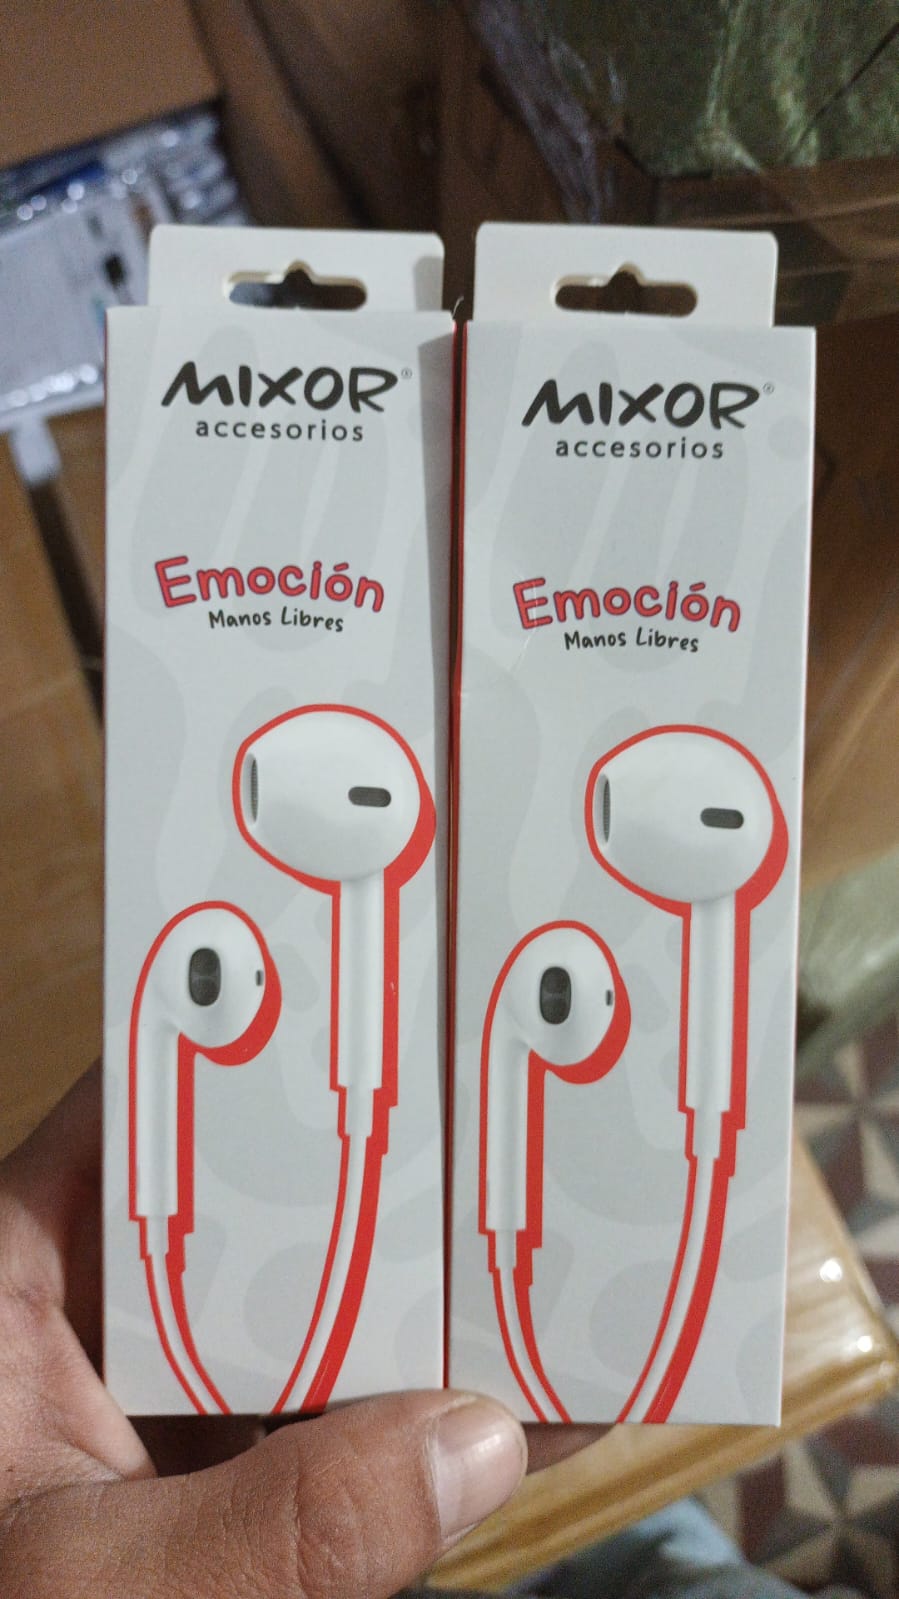 MIXOR®
accesorios
Emoción
Manos Libres
MIXOR®
accesorios
Emoción
Manos Libres